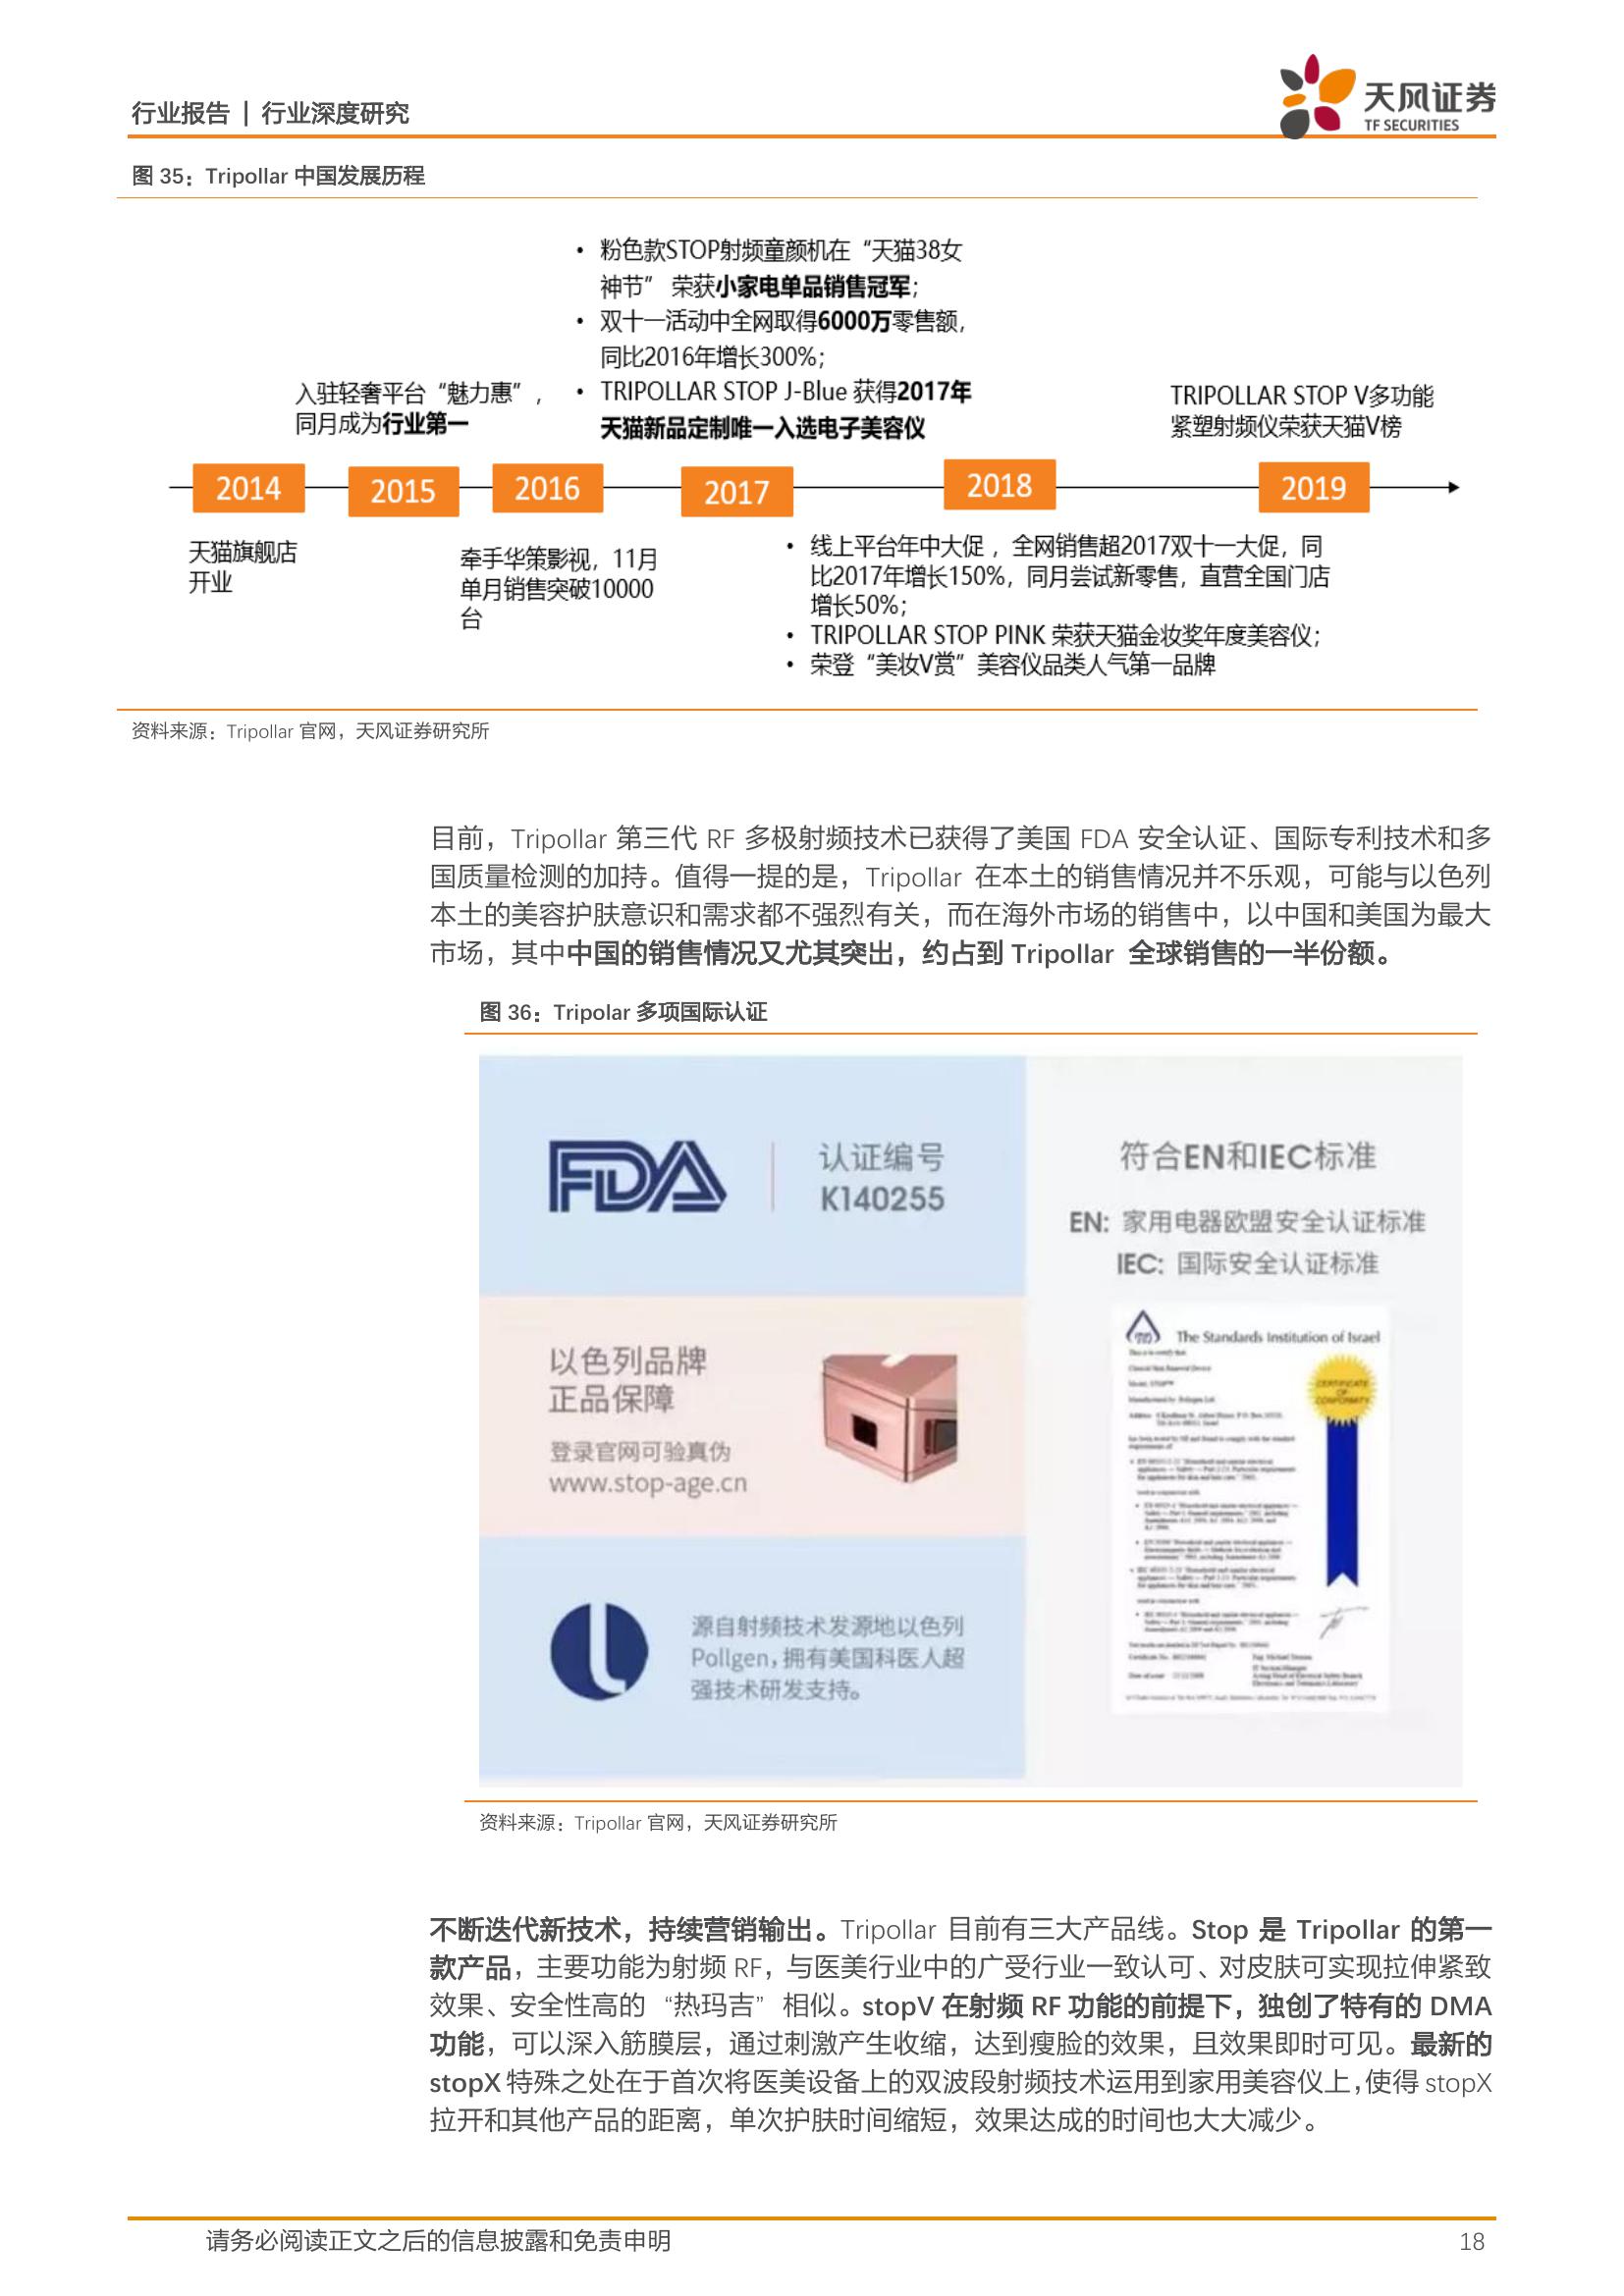 行业报告 | 行业深度研究
天风证券
TF SECURITIES
图 35：Tripollar 中国发展历程
• 粉色款STOP射频童颜机在“天猫38女
神节” 荣获小家电单品销售冠军；
• 双十一活动中全网取得6000万零售额，
同比2016年增长300%；
• TRIPOLLAR STOP J-Blue 获得2017年
天猫新品定制唯一入选电子美容仪
入驻轻奢平台“魅力惠”，
同月成为行业第一
TRIPOLLAR STOP V多功能
紧塑射频仪荣获天猫V榜
2014
2015
2016
2017
2018
2019
天猫旗舰店
开业
牵手华策影视，11月
单月销售突破10000
台
• 线上平台年中大促，全网销售超2017双十一大促，同
比2017年增长150%，同月尝试新零售，直营全国门店
增长50%；
• TRIPOLLAR STOP PINK 荣获天猫金妆奖年度美容仪；
• 荣登“美妆V赏”美容仪品类人气第一品牌
资料来源：Tripollar 官网，天风证券研究所
目前，Tripollar 第三代 RF 多极射频技术已获得了美国 FDA 安全认证、国际专利技术和多
国质量检测的加持。值得一提的是，Tripollar 在本土的销售情况并不乐观，可能与以色列
本土的美容护肤意识和需求都不强烈有关，而在海外市场的销售中，以中国和美国为最大
市场，其中中国的销售情况又尤其突出，约占到 Tripollar 全球销售的一半份额。
图 36：Tripolar 多项国际认证
FDA
认证编号
K140255
以色列品牌
正品保障
登录官网可验真伪
www.stop-age.cn
源自射频技术发源地以色列
Pollgen，拥有美国科医人超
强技术研发支持。
符合EN和IEC标准
EN: 家用电器欧盟安全认证标准
IEC: 国际安全认证标准
The Standards Institution of Israel
CERTIFICATE
OF
CONFORMITY
资料来源：Tripollar 官网，天风证券研究所
不断迭代新技术，持续营销输出。Tripollar 目前有三大产品线。Stop 是 Tripollar 的第一
款产品，主要功能为射频 RF，与医美行业中的广受行业一致认可、对皮肤可实现拉伸紧致
效果、安全性高的“热玛吉”相似。stopV 在射频 RF 功能的前提下，独创了特有的 DMA
功能，可以深入筋膜层，通过刺激产生收缩，达到瘦脸的效果，且效果即时可见。最新的
stopX 特殊之处在于首次将医美设备上的双波段射频技术运用到家用美容仪上，使得 stopX
拉开和其他产品的距离，单次护肤时间缩短，效果达成的时间也大大减少。
请务必阅读正文之后的信息披露和免责申明
18